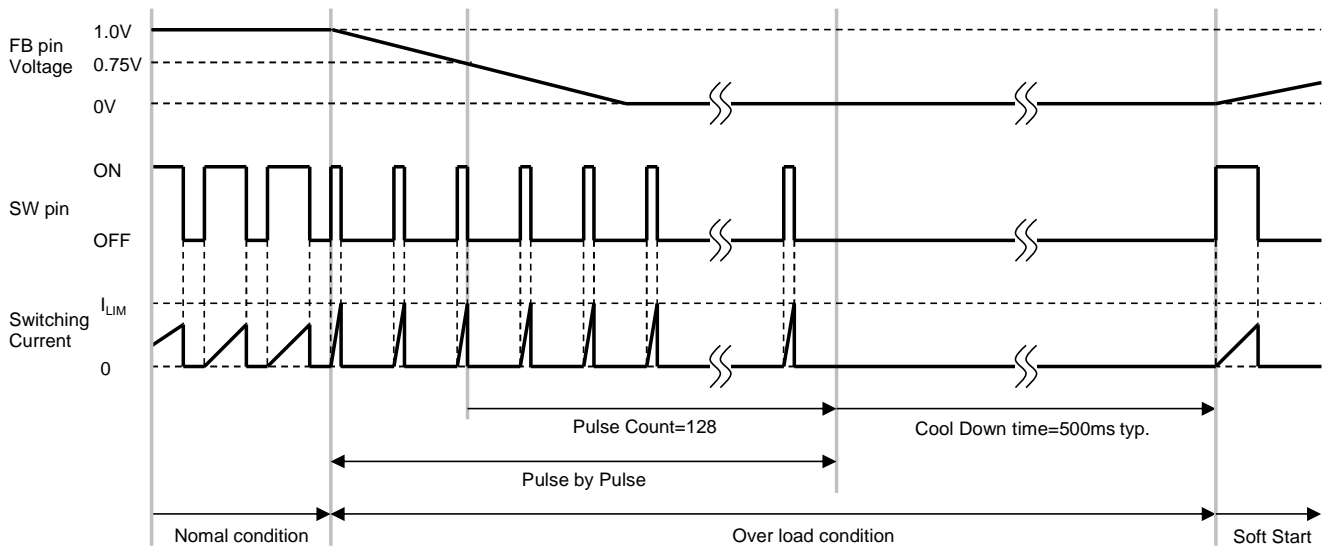 FB pin
Voltage
1.0V
0.75V
0V
SW pin
ON
OFF
Switching
Current
ILIM
0
Pulse Count=128
Cool Down time=500ms typ.
Pulse by Pulse
Nomal condition
Over load condition
Soft Start